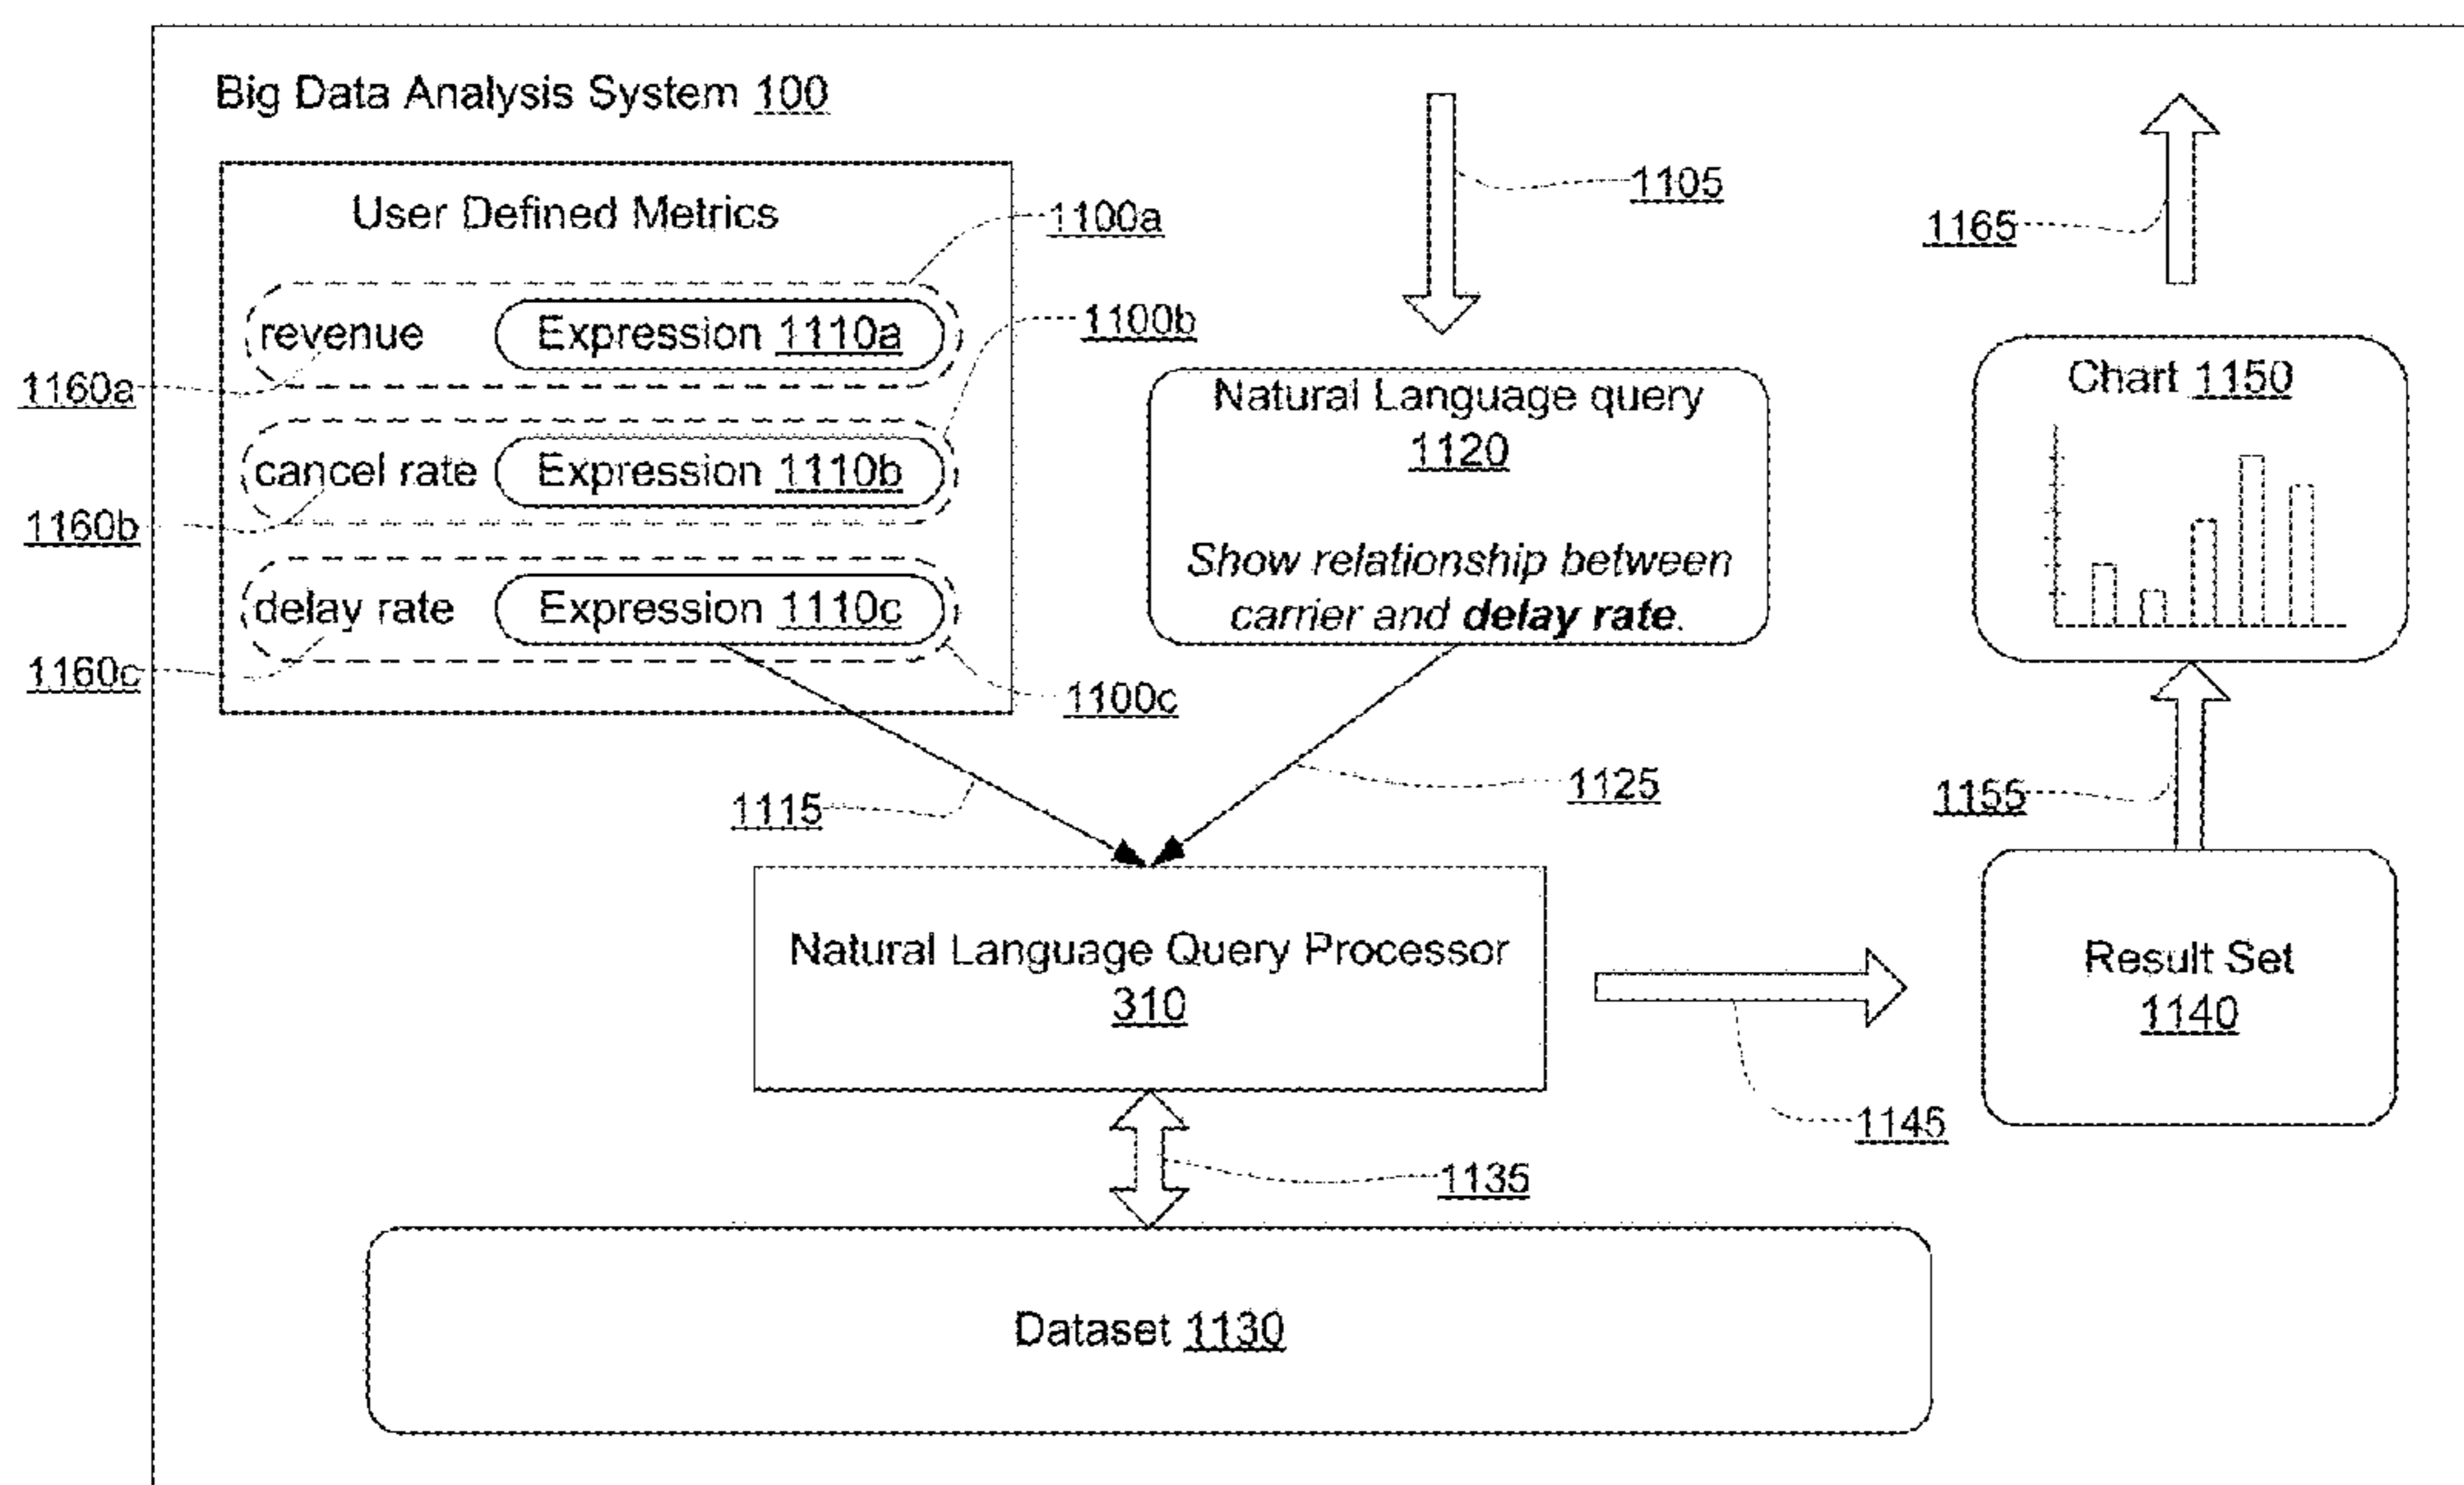 Big Data Analysis System 100
User Defined Metrics
1100a
revenue Expression 1110a
1160a
1100b
cancel rate Expression 1110b
1160b
delay rate Expression 1110c
1160c
1100c
1105
Natural Language query
1120
Show relationship between
carrier and delay rate.
1165
Chart 1150
1115
1125
1155
Natural Language Query Processor
310
1145
Result Set
1140
1135
Dataset 1130